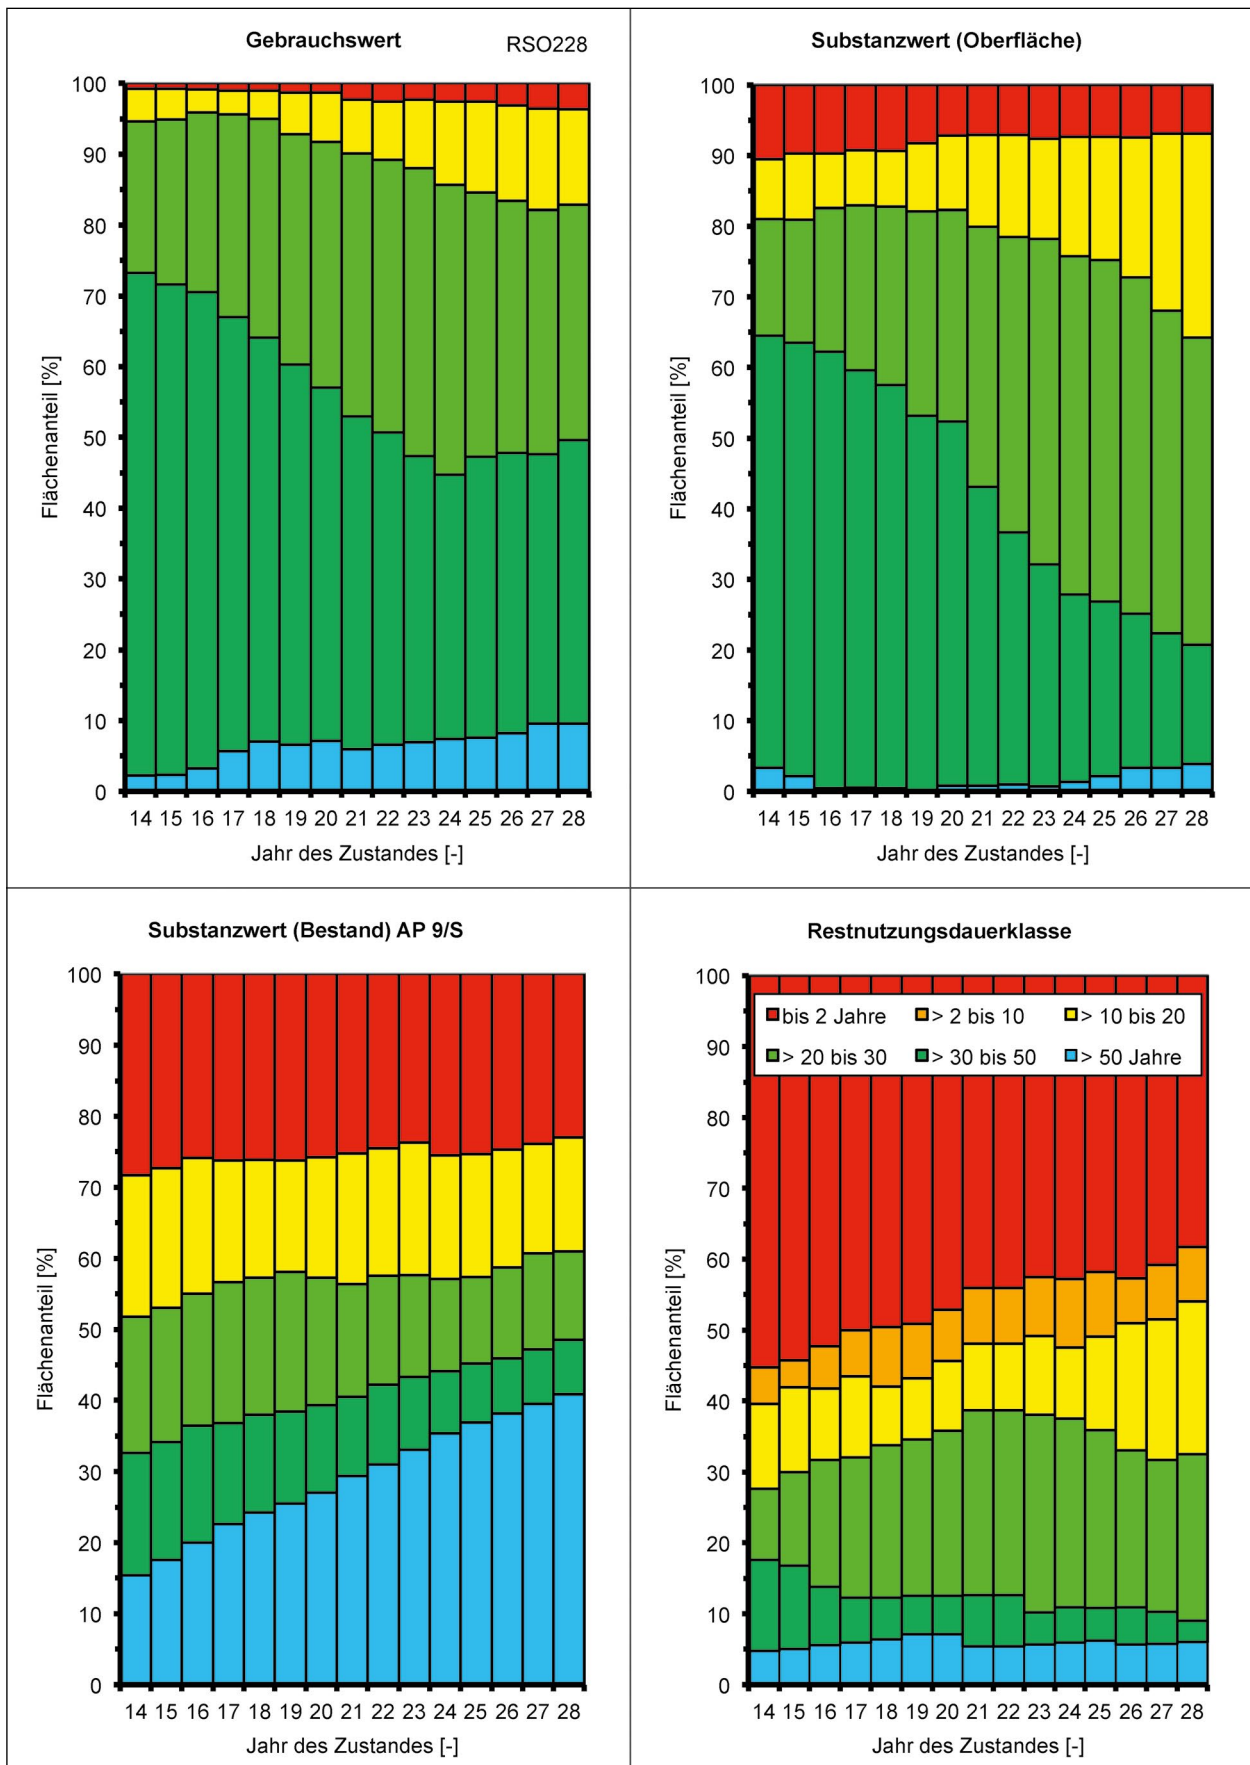 Gebrauchswert RSO228
100
90
80
70
60
50
40
30
20
10
0
Flächenanteil [%]
14 15 16 17 18 19 20 21 22 23 24 25 26 27 28
Jahr des Zustandes [-]
Substanzwert (Oberfläche)
100
90
80
70
60
50
40
30
20
10
0
Flächenanteil [%]
14 15 16 17 18 19 20 21 22 23 24 25 26 27 28
Jahr des Zustandes [-]
Substanzwert (Bestand) AP 9/S
100
90
80
70
60
50
40
30
20
10
0
Flächenanteil [%]
14 15 16 17 18 19 20 21 22 23 24 25 26 27 28
Jahr des Zustandes [-]
Restnutzungsdauerklasse
bis 2 Jahre > 2 bis 10 > 10 bis 20
> 20 bis 30 > 30 bis 50 > 50 Jahre
100
90
80
70
60
50
40
30
20
10
0
Flächenanteil [%]
14 15 16 17 18 19 20 21 22 23 24 25 26 27 28
Jahr des Zustandes [-]